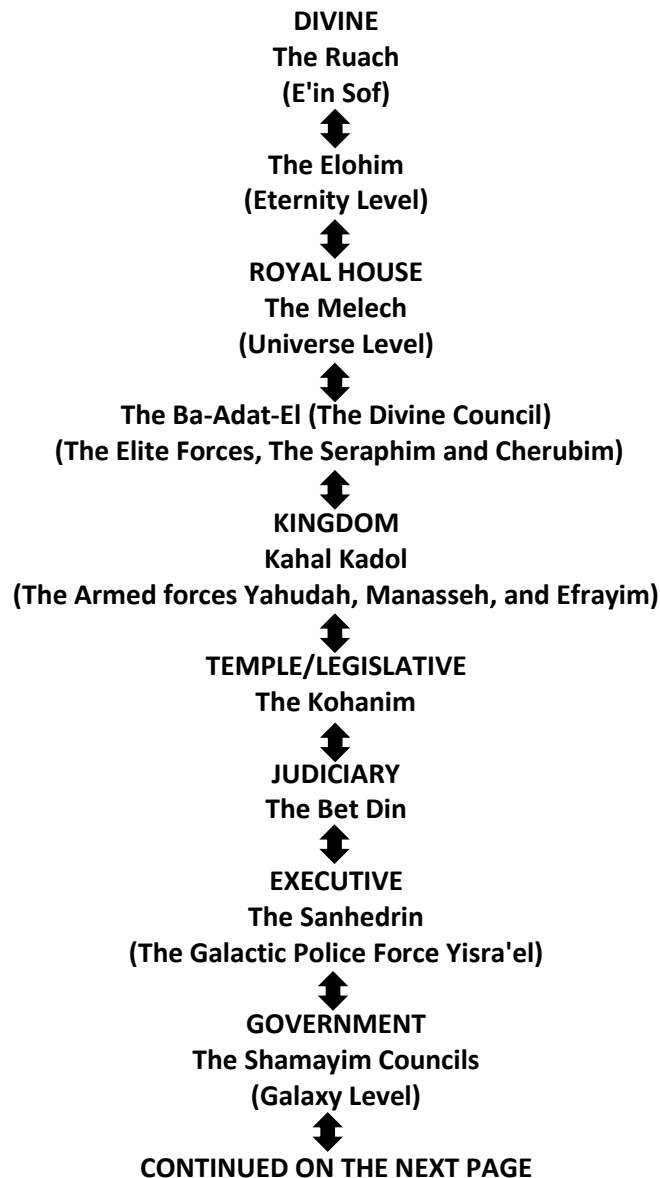 DIVINE
The Ruach
(E'in Sof)
The Elohim
(Eternity Level)
ROYAL HOUSE
The Melech
(Universe Level)
The Ba-Adat-El (The Divine Council)
(The Elite Forces, The Seraphim and Cherubim)
KINGDOM
Kahal Kadol
(The Armed forces Yahudah, Manasseh, and Efrayim)
TEMPLE/LEGISLATIVE
The Kohanim
JUDICIARY
The Bet Din
EXECUTIVE
The Sanhedrin
(The Galactic Police Force Yisra'el)
GOVERNMENT
The Shamayim Councils
(Galaxy Level)
CONTINUED ON THE NEXT PAGE